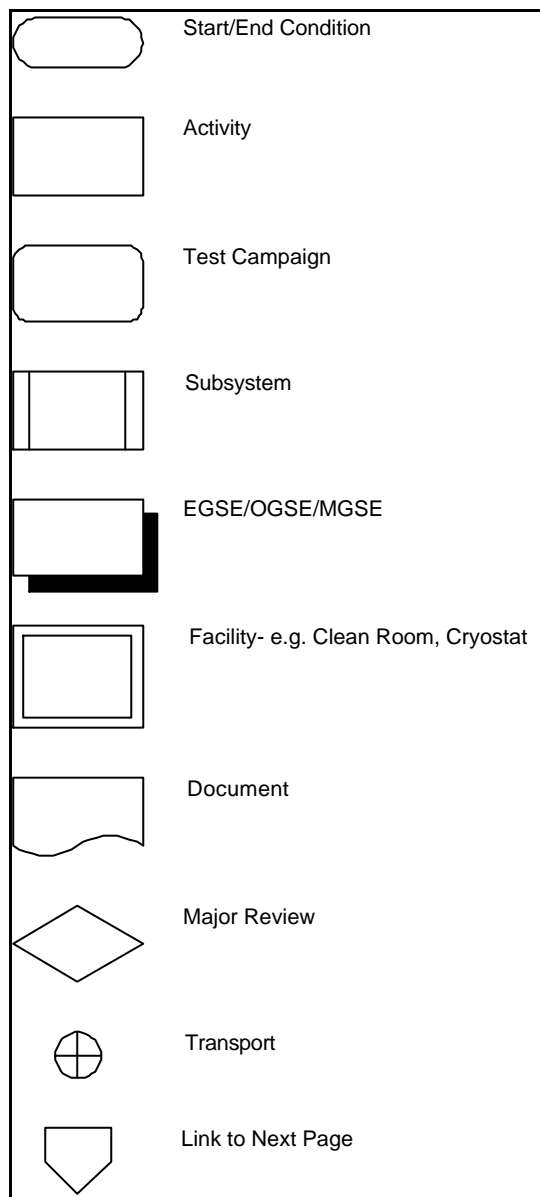 Start/End Condition
Activity
Test Campaign
Subsystem
EGSE/OGSE/MGSE
Facility- e.g. Clean Room, Cryostat
Document
Major Review
Transport
Link to Next Page